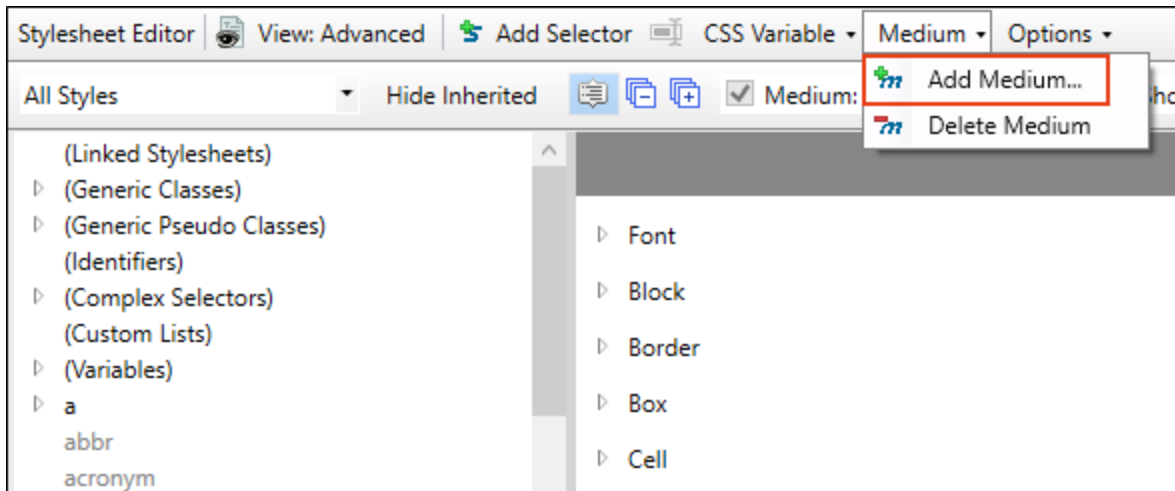 Stylesheet Editor View: Advanced Add Selector CSS Variable Medium Options
Add Medium...
All Styles Hide Inherited Medium:
Delete Medium
(Linked Stylesheets)
(Generic Classes)
(Generic Pseudo Classes)
(Identifiers)
(Complex Selectors)
(Custom Lists)
(Variables)
a
abbr
acronym
Font
Block
Border
Box
Cell